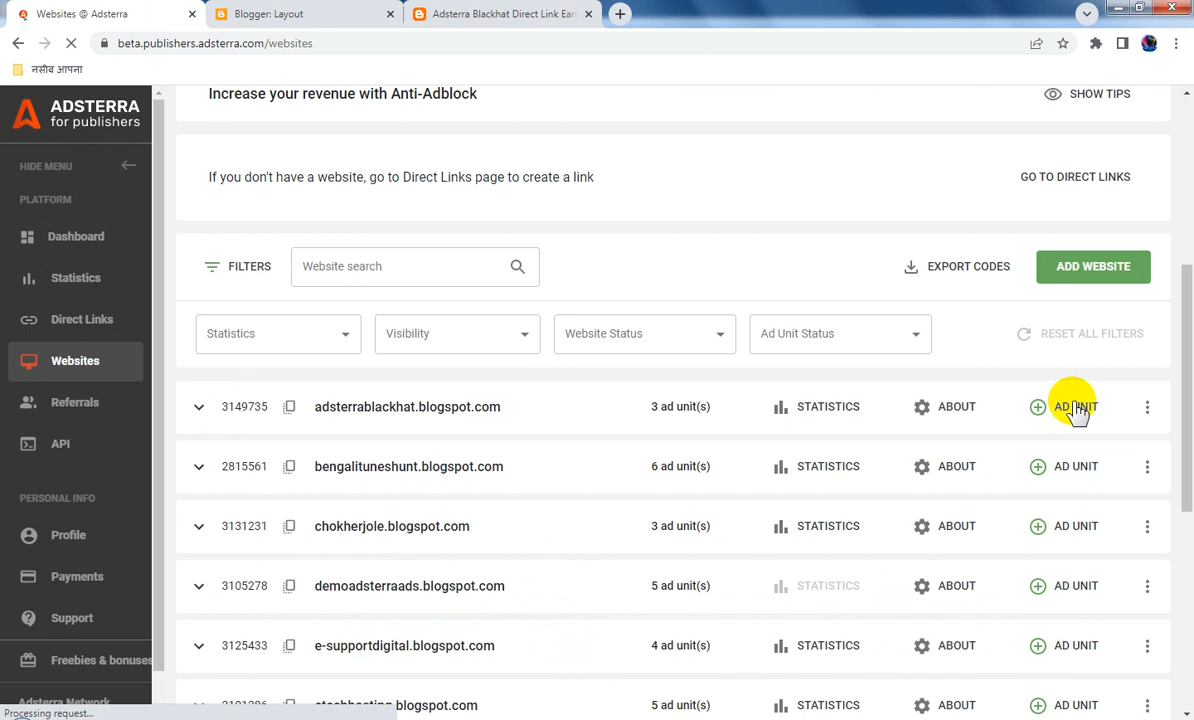 Websites @ Adsterra
Blogger: Layout
Adsterra Blackhat Direct Link Ear
beta.publishers.adsterra.com/websites
नसीब आपना
ADSTERRA
for publishers
HIDE MENU
PLATFORM
Dashboard
Statistics
Direct Links
Websites
Referrals
API
PERSONAL INFO
Profile
Payments
Support
Freebies & bonuses
Adsterra Network
Processing request...
Increase your revenue with Anti-Adblock
SHOW TIPS
If you don't have a website, go to Direct Links page to create a link
GO TO DIRECT LINKS
FILTERS
Website search
EXPORT CODES
ADD WEBSITE
Statistics
Visibility
Website Status
Ad Unit Status
RESET ALL FILTERS
3149735 adsterrablackhat.blogspot.com 3 ad unit(s) STATISTICS ABOUT AD UNIT
2815561 bengalituneshunt.blogspot.com 6 ad unit(s) STATISTICS ABOUT AD UNIT
3131231 chokherjole.blogspot.com 3 ad unit(s) STATISTICS ABOUT AD UNIT
3105278 demoadsterraads.blogspot.com 5 ad unit(s) STATISTICS ABOUT AD UNIT
3125433 e-supportdigital.blogspot.com 4 ad unit(s) STATISTICS ABOUT AD UNIT
5 ad unit(s) STATISTICS ABOUT AD UNIT